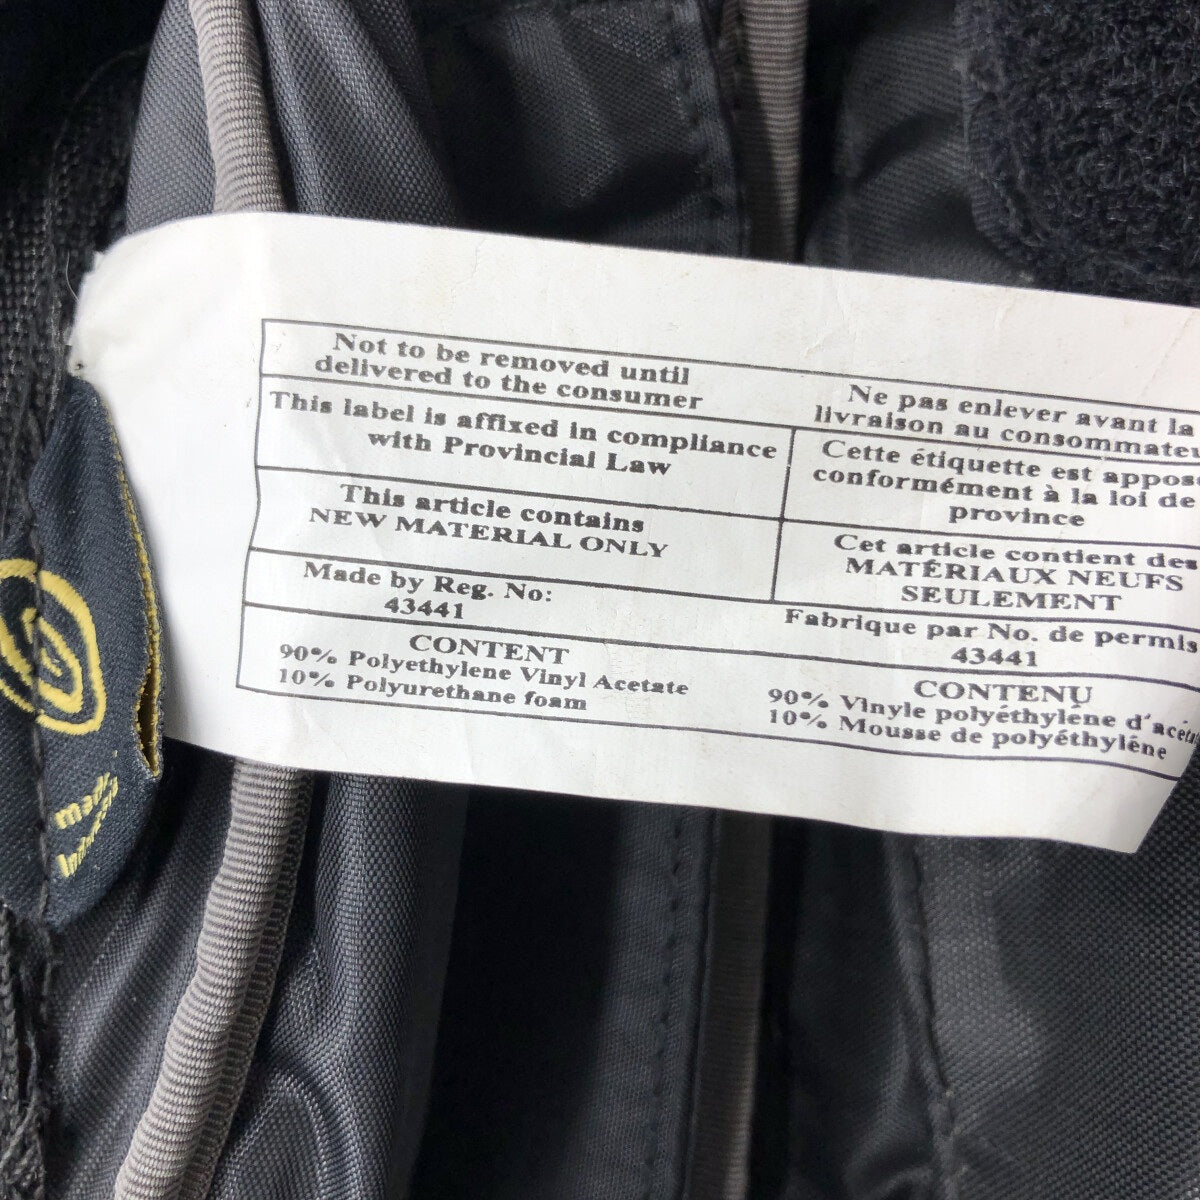 Not to be removed until
delivered to the consumer
Ne pas enlever avant la
livraison au consommateu
This label is affixed in compliance
with Provincial Law
Cette étiquette est appos
conformément à la loi de
province
This article contains
NEW MATERIAL ONLY
Cet article contient des
MATÉRIAUX NEUFS
SEULEMENT
Made by Reg. No:
43441
Fabrique par No. de permis
43441
CONTENT
90% Polyethylene Vinyl Acetate
10% Polyurethane foam
CONTENU
90% Vinyle polyéthylène d'acéta
10% Mousse de polyéthylène
made